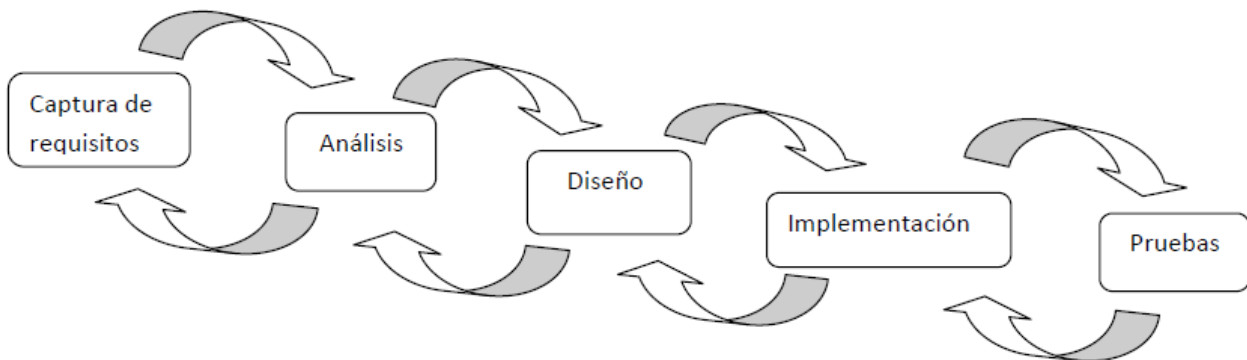 Captura de
requisitos
Análisis
Diseño
Implementación
Pruebas